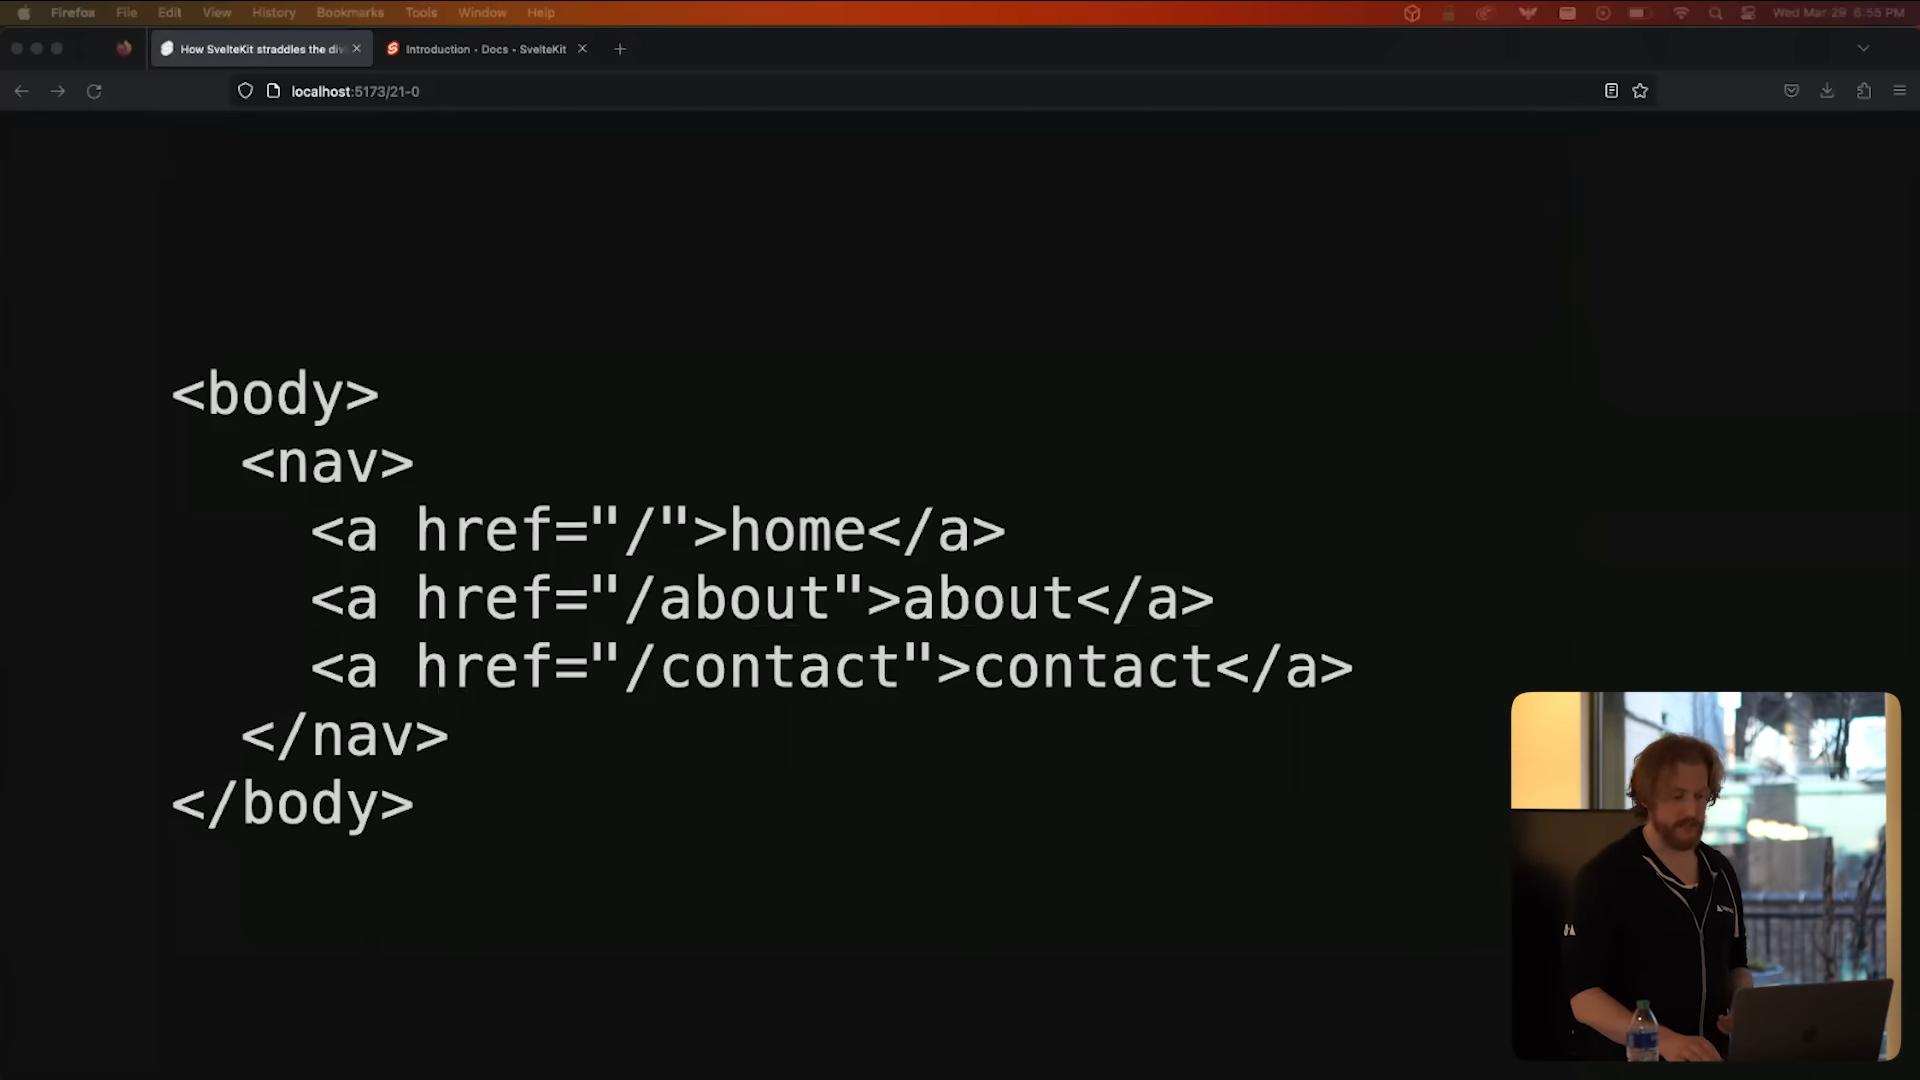 Firefox File Edit View History Bookmarks Tools Window Help Wed Mar 29 6:55 PM
How SvelteKit straddles the div Introduction • Docs • SvelteKit
localhost:5173/21-0
<body>
  <nav>
    <a href="/">home</a>
    <a href="/about">about</a>
    <a href="/contact">contact</a>
  </nav>
</body>